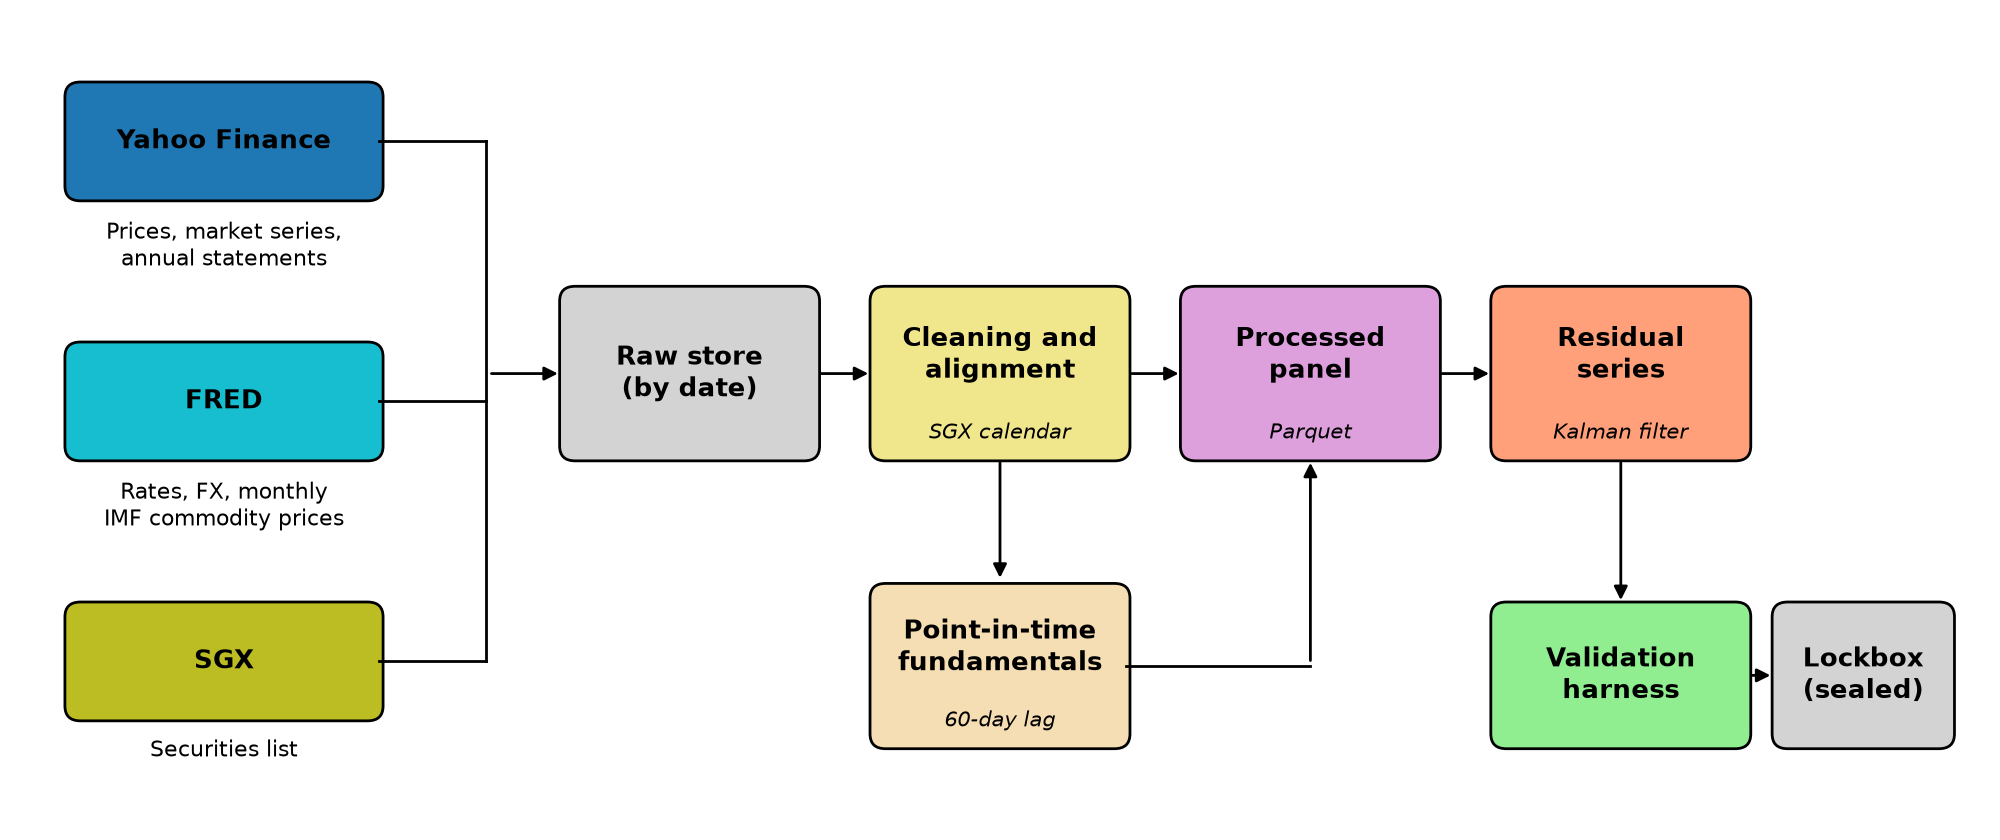 Yahoo Finance
Prices, market series,
annual statements
FRED
Rates, FX, monthly
IMF commodity prices
SGX
Securities list
Raw store
(by date)
Cleaning and
alignment
SGX calendar
Point-in-time
fundamentals
60-day lag
Processed
panel
Parquet
Residual
series
Kalman filter
Validation
harness
Lockbox
(sealed)